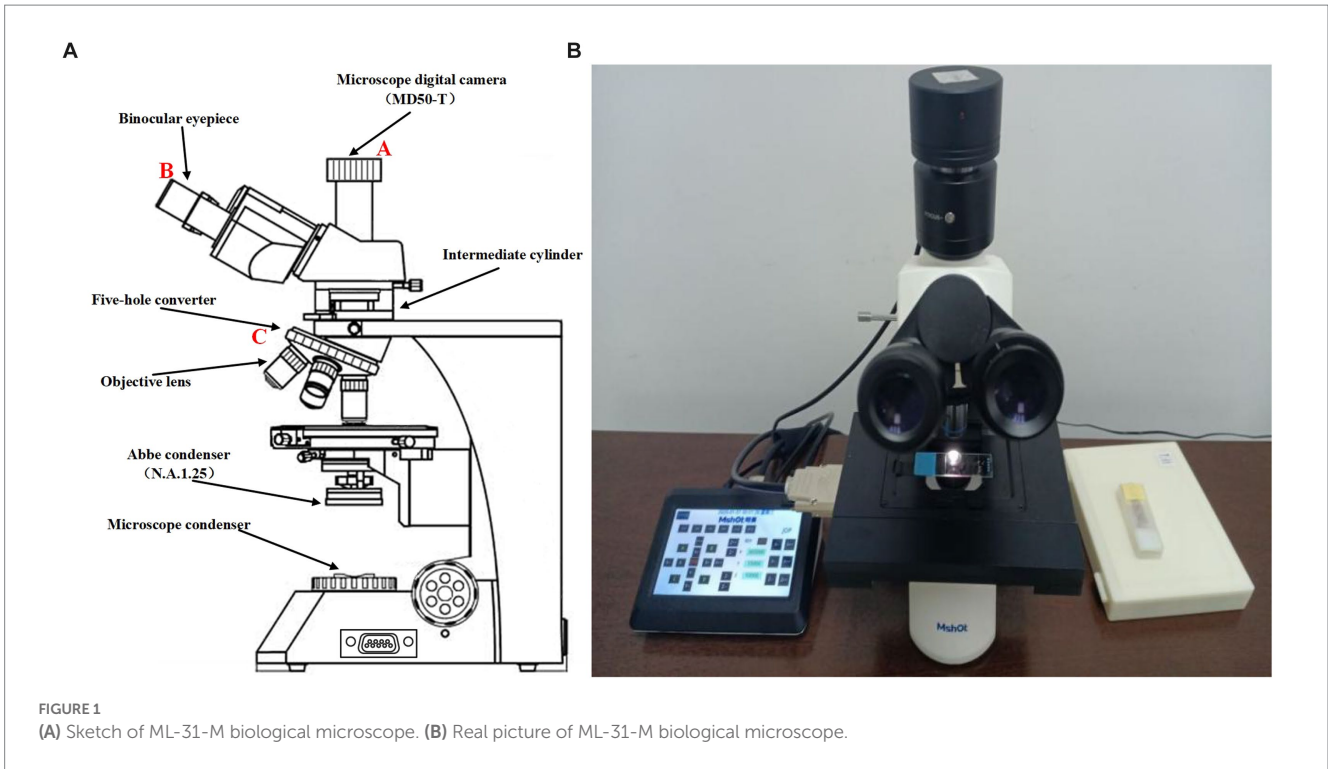 A
B
Microscope digital camera
（MD50-T）
Binocular eyepiece
A
B
Intermediate cylinder
Five-hole converter
C
Objective lens
Abbe condenser
（N.A.1.25）
Microscope condenser
MshOt
MshOt
FIGURE 1
(A) Sketch of ML-31-M biological microscope. (B) Real picture of ML-31-M biological microscope.